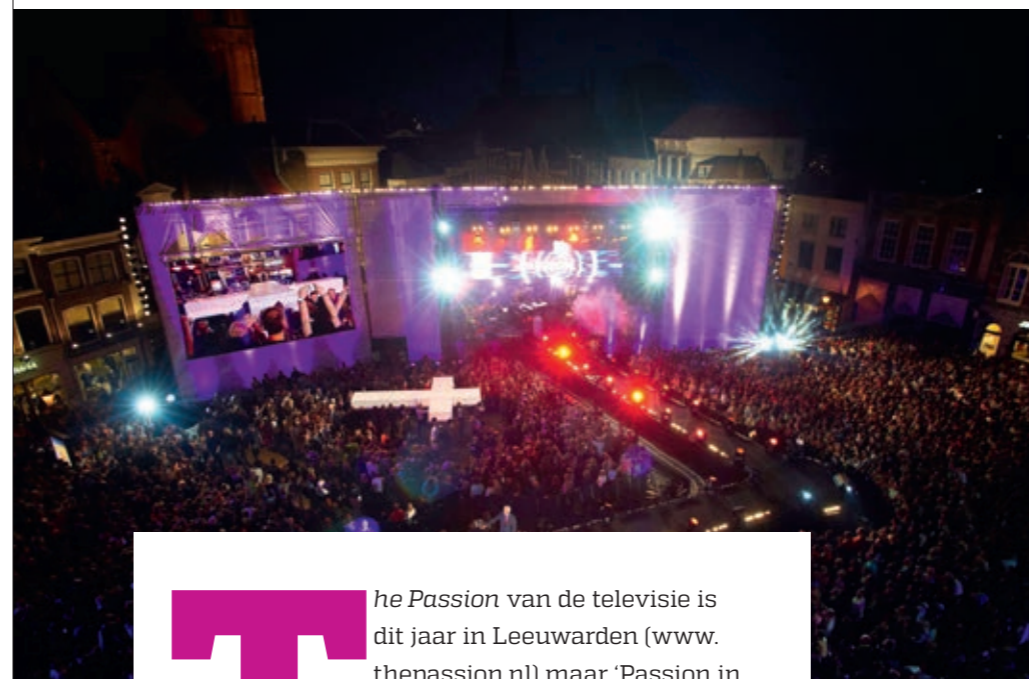 The Passion van de televisie is
dit jaar in Leeuwarden (www.
thepassion.nl) maar ‘Passion in